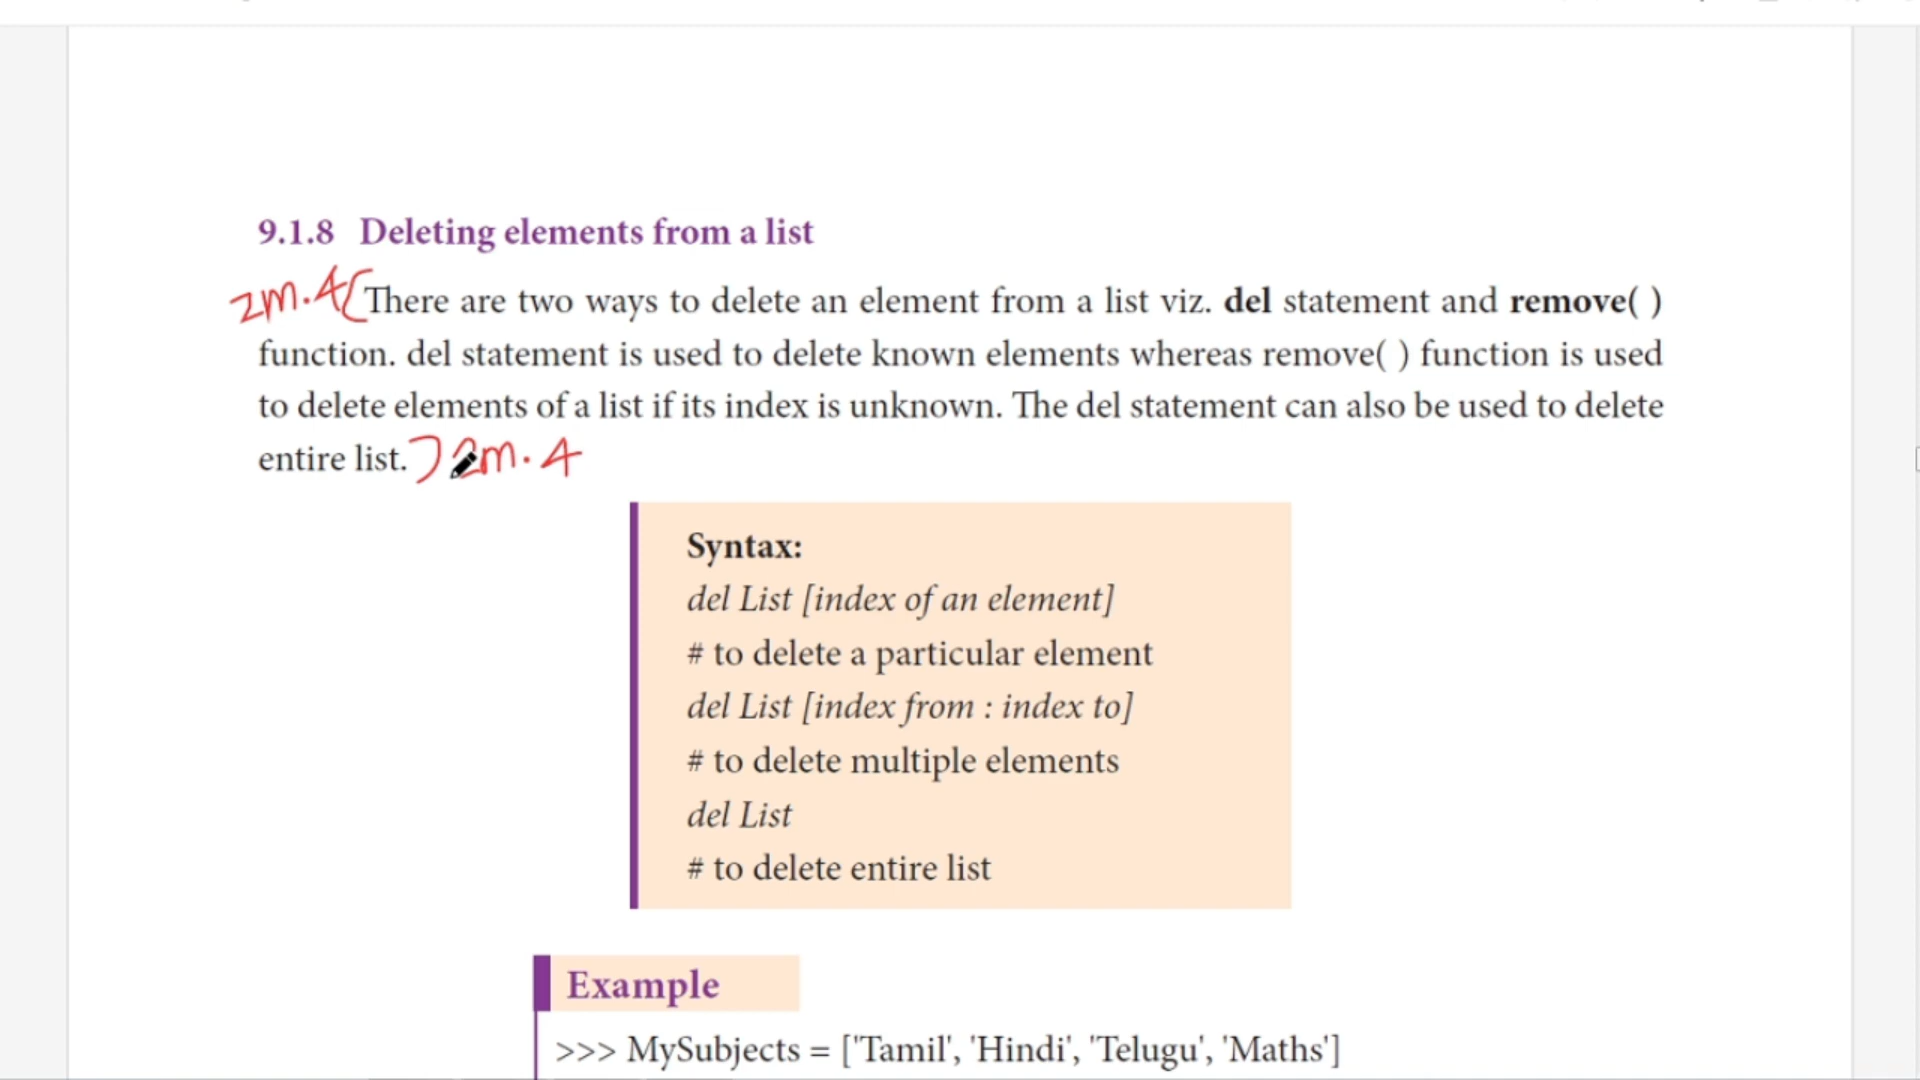 9.1.8 Deleting elements from a list
2m.4( There are two ways to delete an element from a list viz. del statement and remove( )
function. del statement is used to delete known elements whereas remove( ) function is used
to delete elements of a list if its index is unknown. The del statement can also be used to delete
entire list. ) 2m.4
Syntax:
del List [index of an element]
# to delete a particular element
del List [index from : index to]
# to delete multiple elements
del List
# to delete entire list
Example
>>> MySubjects = ['Tamil', 'Hindi', 'Telugu', 'Maths']